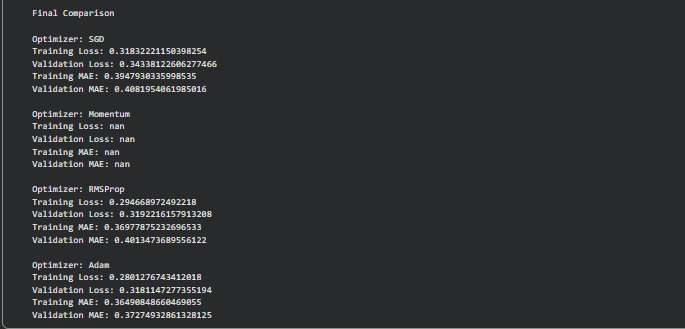 Final Comparison
Optimizer: SGD
Training Loss: 0.31832221150398254
Validation Loss: 0.34338122606277466
Training MAE: 0.3947930335998535
Validation MAE: 0.4081954061985016
Optimizer: Momentum
Training Loss: nan
Validation Loss: nan
Training MAE: nan
Validation MAE: nan
Optimizer: RMSProp
Training Loss: 0.294668972492218
Validation Loss: 0.3192216157913208
Training MAE: 0.36977875232696533
Validation MAE: 0.4013473689556122
Optimizer: Adam
Training Loss: 0.2801276743412018
Validation Loss: 0.3181147277355194
Training MAE: 0.36490848660469055
Validation MAE: 0.37274932861328125